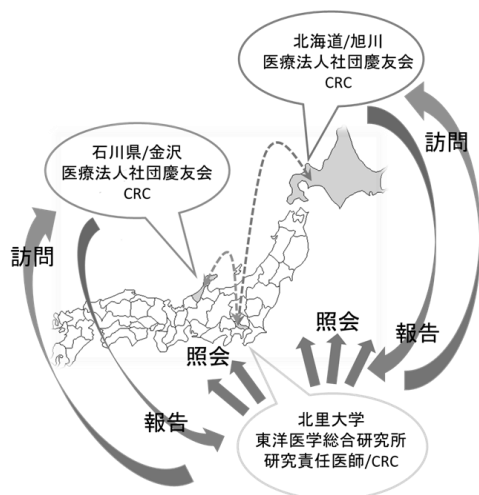 北海道/旭川
医療法人社団慶友会
CRC
訪問
石川県/金沢
医療法人社団慶友会
CRC
訪問
照会
照会
報告
報告
北里大学
東洋医学総合研究所
研究責任医師/CRC